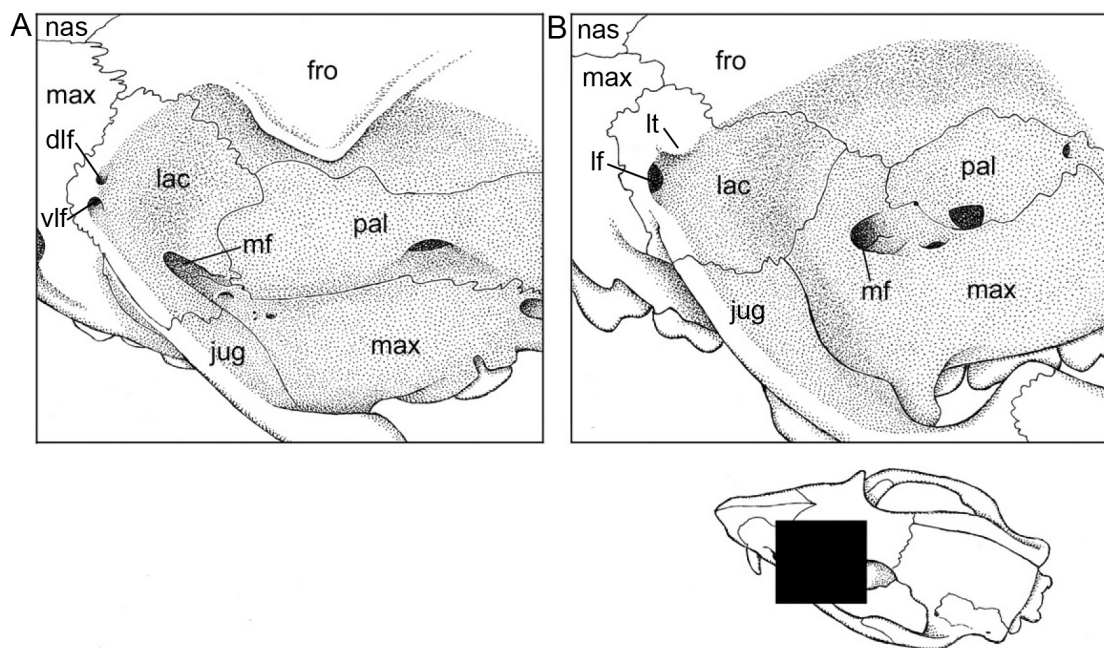 A
nas
max
fro
dlf
lac
vlf
mf
pal
jug
max
B
nas
fro
max
lt
lf
lac
pal
mf
max
jug